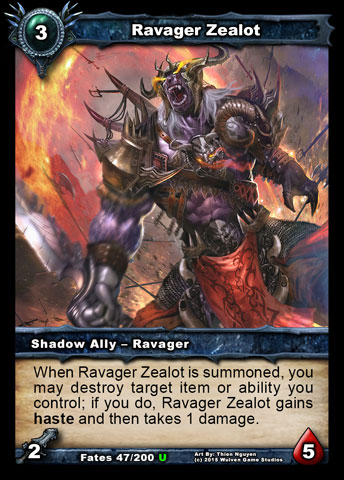 3
Ravager Zealot
Shadow Ally – Ravager
When Ravager Zealot is summoned, you
may destroy target item or ability you
control; if you do, Ravager Zealot gains
haste and then takes 1 damage.
2
Fates 47/200 U
Art By: Thien Nguyen
(c) 2015 Wulven Game Studios
5